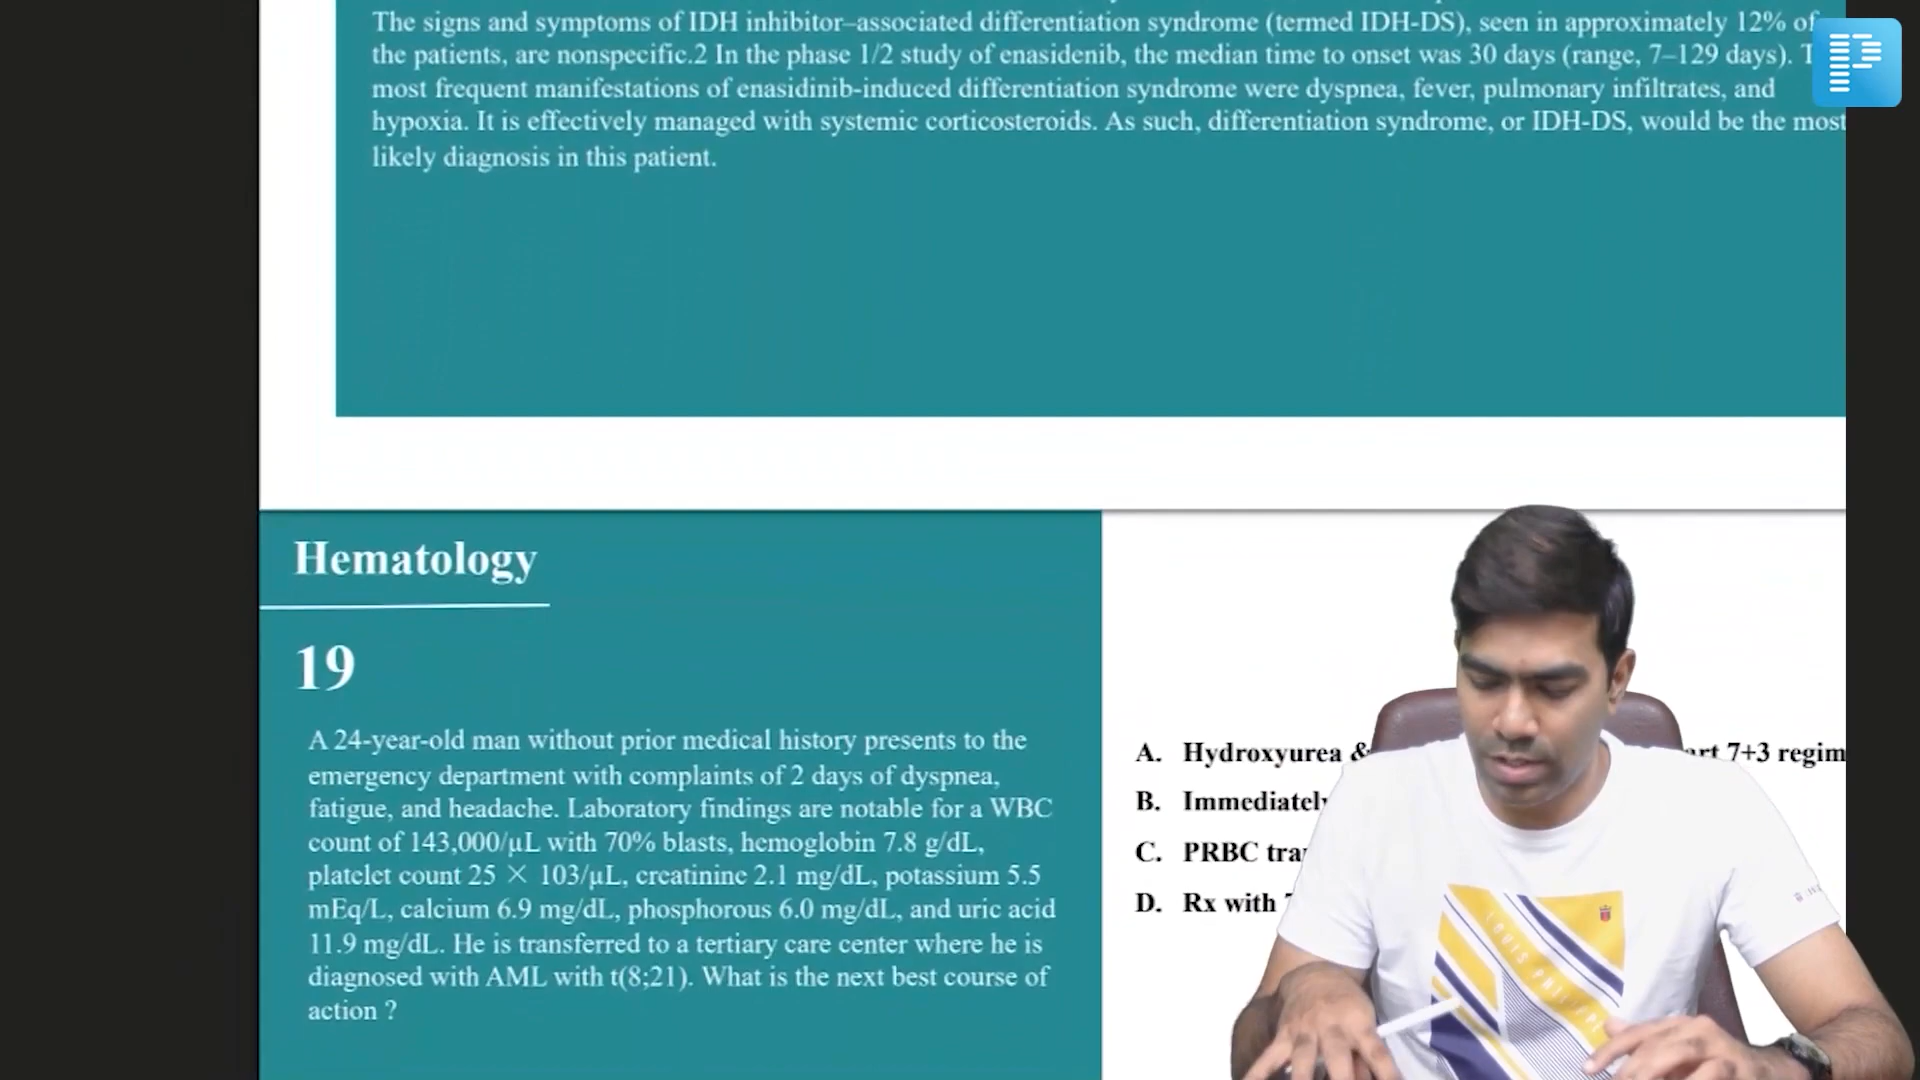 The signs and symptoms of IDH inhibitor–associated differentiation syndrome (termed IDH-DS), seen in approximately 12% of
the patients, are nonspecific.2 In the phase 1/2 study of enasidenib, the median time to onset was 30 days (range, 7–129 days).
most frequent manifestations of enasidinib-induced differentiation syndrome were dyspnea, fever, pulmonary infiltrates, and
hypoxia. It is effectively managed with systemic corticosteroids. As such, differentiation syndrome, or IDH-DS, would be the most
likely diagnosis in this patient.
Hematology
19
A 24-year-old man without prior medical history presents to the
emergency department with complaints of 2 days of dyspnea,
fatigue, and headache. Laboratory findings are notable for a WBC
count of 143,000/µL with 70% blasts, hemoglobin 7.8 g/dL,
platelet count 25 × 103/µL, creatinine 2.1 mg/dL, potassium 5.5
mEq/L, calcium 6.9 mg/dL, phosphorous 6.0 mg/dL, and uric acid
11.9 mg/dL. He is transferred to a tertiary care center where he is
diagnosed with AML with t(8;21). What is the next best course of
action ?
A. Hydroxyurea & 7+3
B.
C. PRBC
D. Rx with
LOUIS PHILIPPE